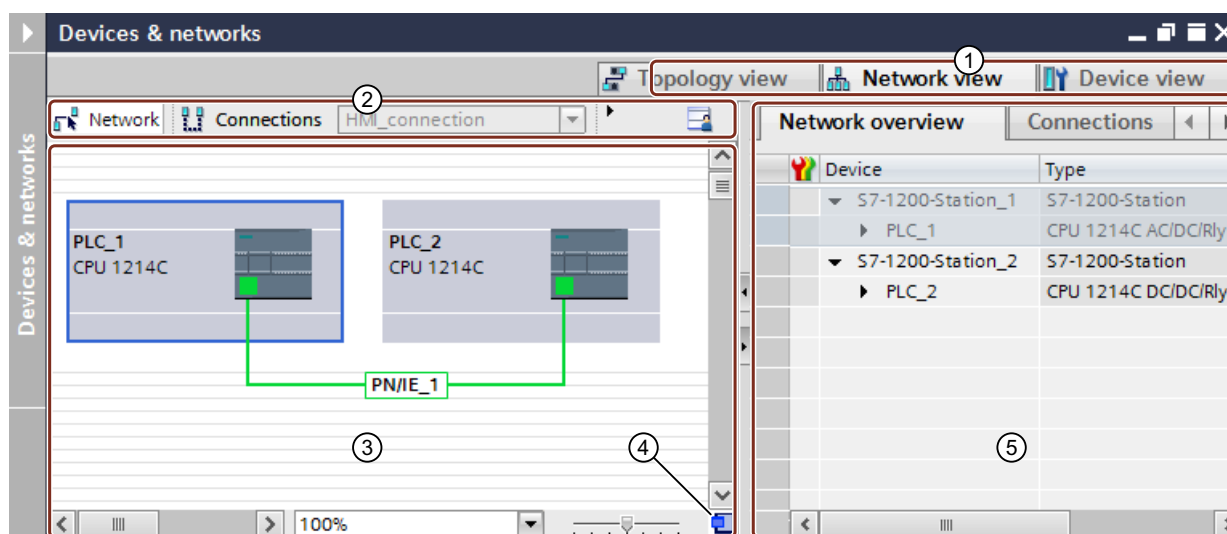 Devices & networks
①
Topology view Network view Device view
②
Network Connections HMI_connection
Network overview Connections
Devices & networks
Device Type
S7-1200-Station_1 S7-1200-Station
PLC_1 CPU 1214C AC/DC/Rly
S7-1200-Station_2 S7-1200-Station
PLC_2 CPU 1214C DC/DC/Rly
PLC_1
CPU 1214C
PLC_2
CPU 1214C
PN/IE_1
③
④
⑤
100%